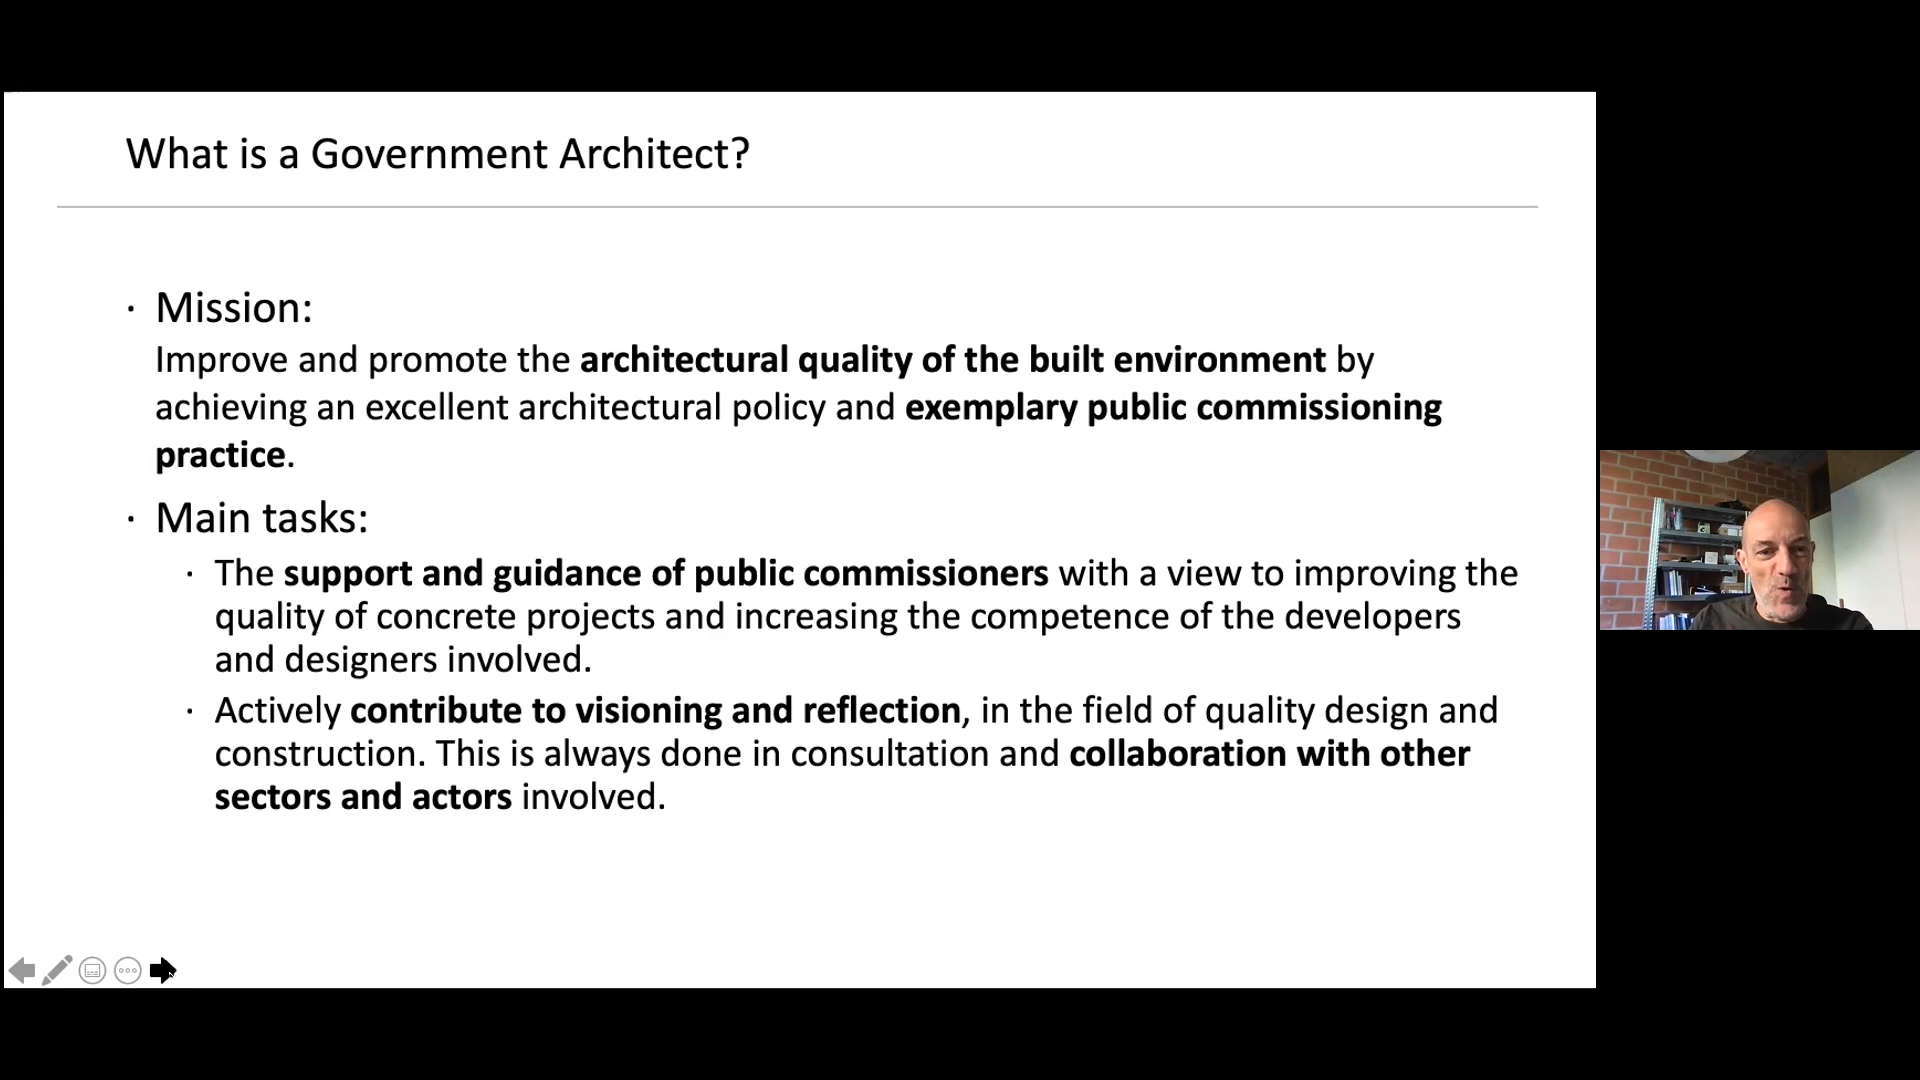 What is a Government Architect?
· Mission:
Improve and promote the architectural quality of the built environment by
achieving an excellent architectural policy and exemplary public commissioning
practice.
· Main tasks:
· The support and guidance of public commissioners with a view to improving the
quality of concrete projects and increasing the competence of the developers
and designers involved.
· Actively contribute to visioning and reflection, in the field of quality design and
construction. This is always done in consultation and collaboration with other
sectors and actors involved.